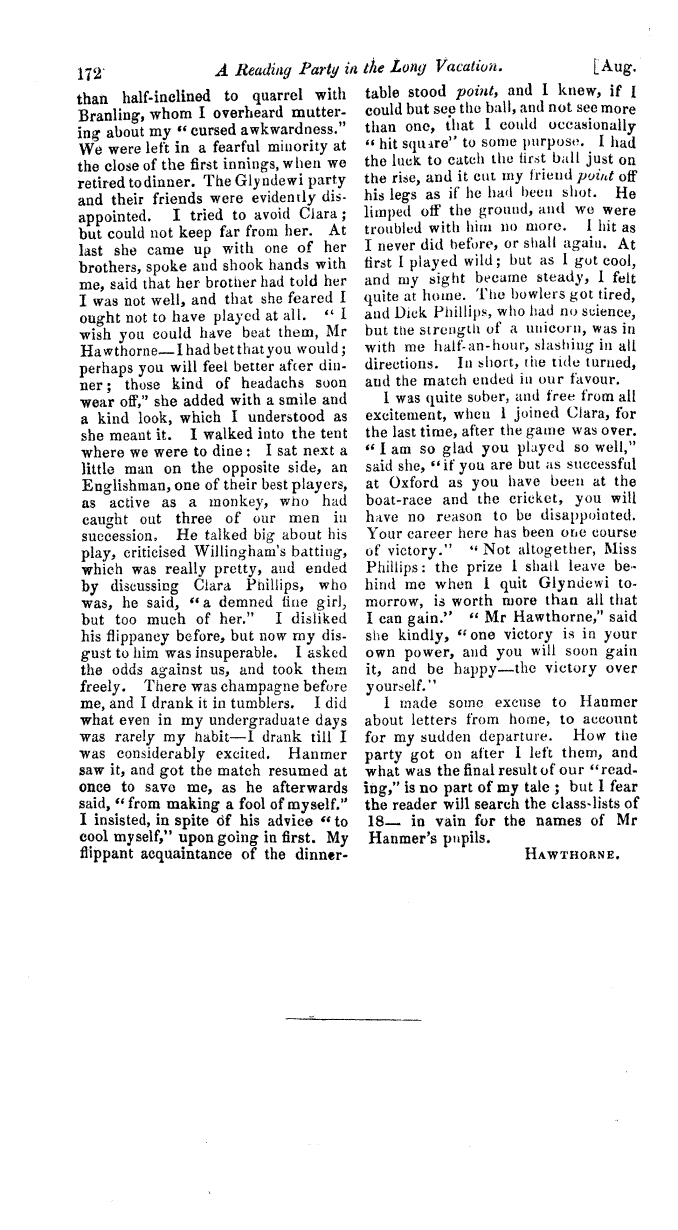 172 A Reading Party in the Long Vacation. [Aug.
than half-inclined to quarrel with
Branling, whom I overheard mutter-
ing about my “ cursed awkwardness.”
We were left in a fearful minority at
the close of the first innings, when we
retired to dinner. The Glyndewi party
and their friends were evidently dis-
appointed. I tried to avoid Clara ;
but could not keep far from her. At
last she came up with one of her
brothers, spoke and shook hands with
me, said that her brother had told her
I was not well, and that she feared I
ought not to have played at all. “ I
wish you could have beat them, Mr
Hawthorne—I had bet that you would ;
perhaps you will feel better after din-
ner ; those kind of headachs soon
wear off,” she added with a smile and
a kind look, which I understood as
she meant it. I walked into the tent
where we were to dine : I sat next a
little man on the opposite side, an
Englishman, one of their best players,
as active as a monkey, who had
caught out three of our men in
succession. He talked big about his
play, criticised Willingham's batting,
which was really pretty, and ended
by discussing Clara Phillips, who
was, he said, “ a demned fine girl,
but too much of her.” I disliked
his flippancy before, but now my dis-
gust to him was insuperable. I asked
the odds against us, and took them
freely. There was champagne before
me, and I drank it in tumblers. I did
what even in my undergraduate days
was rarely my habit—I drank till I
was considerably excited. Hanmer
saw it, and got the match resumed at
once to save me, as he afterwards
said, “ from making a fool of myself.”
I insisted, in spite of his advice “ to
cool myself,” upon going in first. My
flippant acquaintance of the dinner-
table stood point, and I knew, if I
could but see the ball, and not see more
than one, that I could occasionally
“ hit square” to some purpose. I had
the luck to catch the first ball just on
the rise, and it cut my friend point off
his legs as if he had been shot. He
limped off the ground, and we were
troubled with him no more. I hit as
I never did before, or shall again. At
first I played wild ; but as I got cool,
and my sight became steady, I felt
quite at home. The bowlers got tired,
and Dick Phillips, who had no science,
but the strength of a unicorn, was in
with me half-an-hour, slashing in all
directions. In short, the tide turned,
and the match ended in our favour.
I was quite sober, and free from all
excitement, when I joined Clara, for
the last time, after the game was over.
“ I am so glad you played so well,”
said she, “ if you are but as successful
at Oxford as you have been at the
boat-race and the cricket, you will
have no reason to be disappointed.
Your career here has been one course
of victory.” “ Not altogether, Miss
Phillips : the prize I shall leave be-
hind me when I quit Glyndewi to-
morrow, is worth more than all that
I can gain.” “ Mr Hawthorne,” said
she kindly, “ one victory is in your
own power, and you will soon gain
it, and be happy—the victory over
yourself.”
I made some excuse to Hanmer
about letters from home, to account
for my sudden departure. How the
party got on after I left them, and
what was the final result of our “ read-
ing,” is no part of my tale ; but I fear
the reader will search the class-lists of
18— in vain for the names of Mr
Hanmer's pupils.
HAWTHORNE.